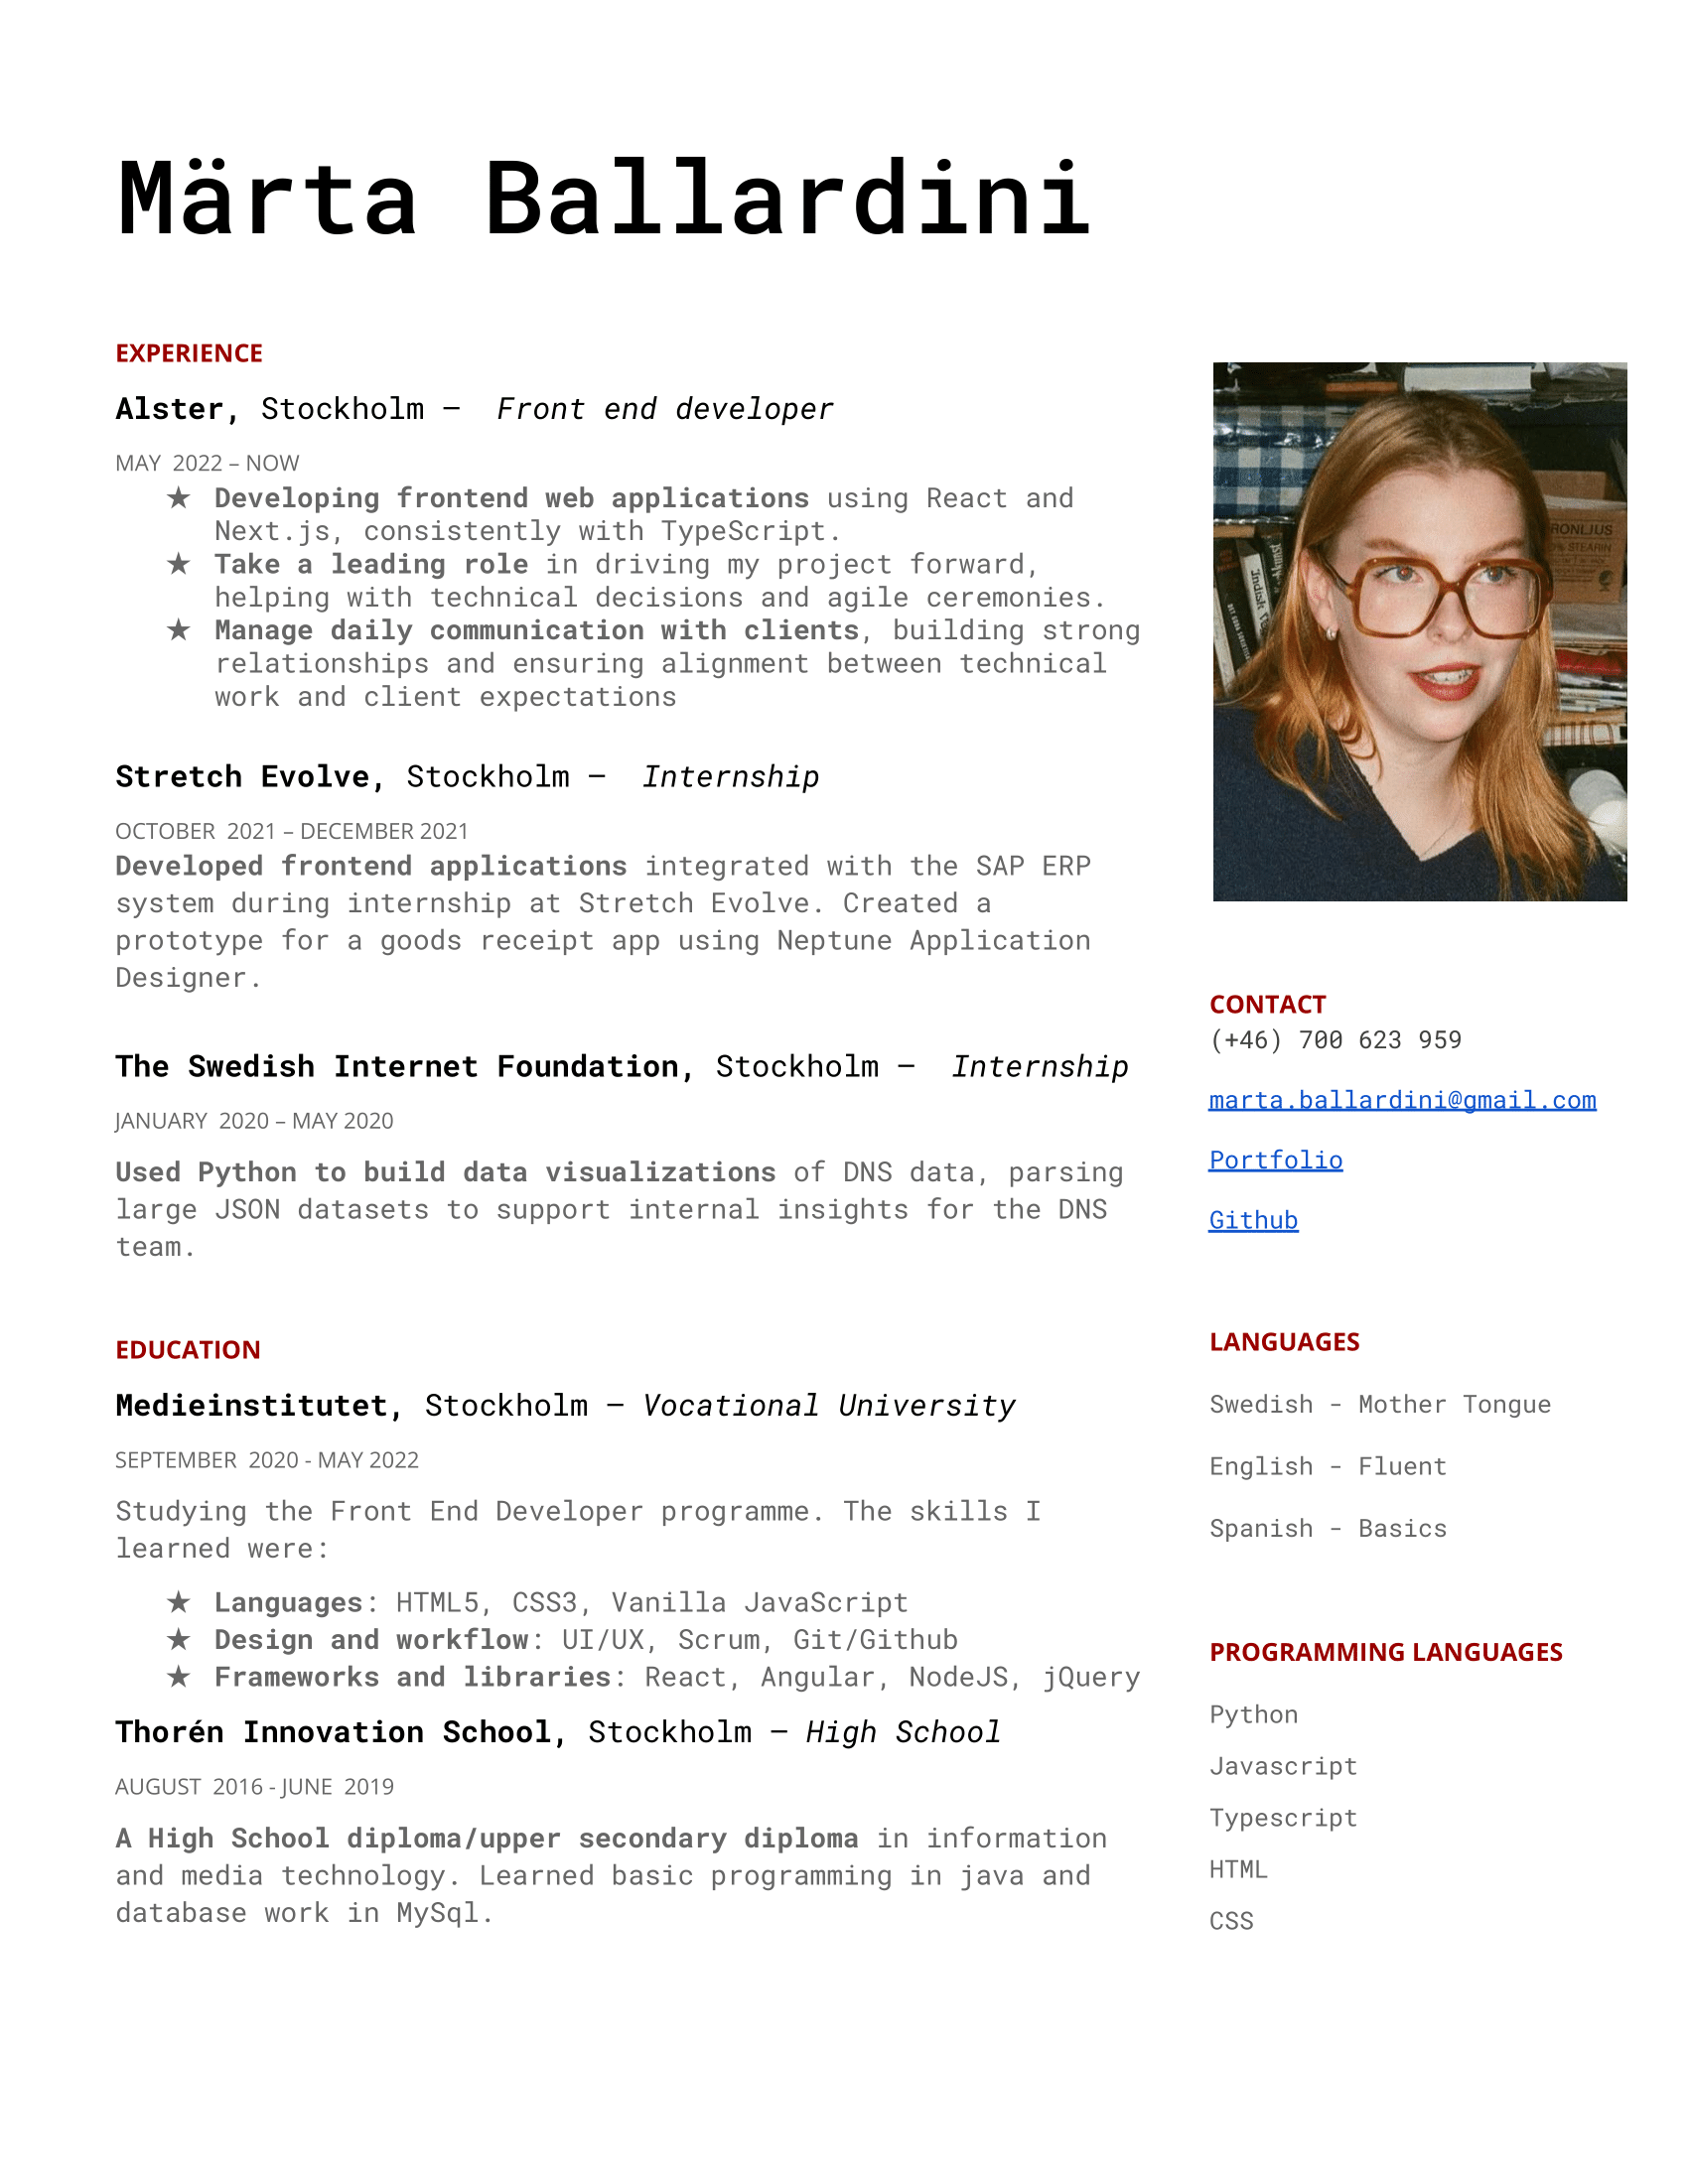 Märta Ballardini
EXPERIENCE
Alster, Stockholm — Front end developer
MAY 2022 – NOW
★ Developing frontend web applications using React and
Next.js, consistently with TypeScript.
★ Take a leading role in driving my project forward,
helping with technical decisions and agile ceremonies.
★ Manage daily communication with clients, building strong
relationships and ensuring alignment between technical
work and client expectations
Stretch Evolve, Stockholm — Internship
OCTOBER 2021 – DECEMBER 2021
Developed frontend applications integrated with the SAP ERP
system during internship at Stretch Evolve. Created a
prototype for a goods receipt app using Neptune Application
Designer.
The Swedish Internet Foundation, Stockholm — Internship
JANUARY 2020 – MAY 2020
Used Python to build data visualizations of DNS data, parsing
large JSON datasets to support internal insights for the DNS
team.
EDUCATION
Medieinstitutet, Stockholm — Vocational University
SEPTEMBER 2020 - MAY 2022
Studying the Front End Developer programme. The skills I
learned were:
★ Languages: HTML5, CSS3, Vanilla JavaScript
★ Design and workflow: UI/UX, Scrum, Git/Github
★ Frameworks and libraries: React, Angular, NodeJS, jQuery
Thorén Innovation School, Stockholm — High School
AUGUST 2016 - JUNE 2019
A High School diploma/upper secondary diploma in information
and media technology. Learned basic programming in java and
database work in MySql.
RONLJUS
STEARIN
Indisk
CONTACT
(+46) 700 623 959
marta.ballardini@gmail.com
Portfolio
Github
LANGUAGES
Swedish - Mother Tongue
English - Fluent
Spanish - Basics
PROGRAMMING LANGUAGES
Python
Javascript
Typescript
HTML
CSS